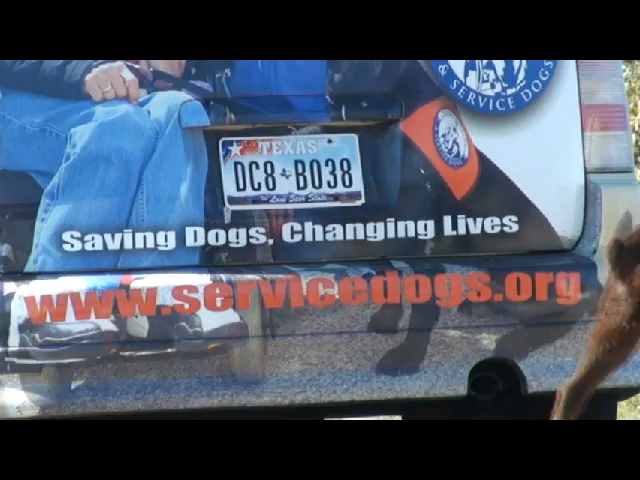 & SERVICE DOGS
TEXAS
DC8 B038
The Lone Star State
Saving Dogs, Changing Lives
www.servicedogs.org